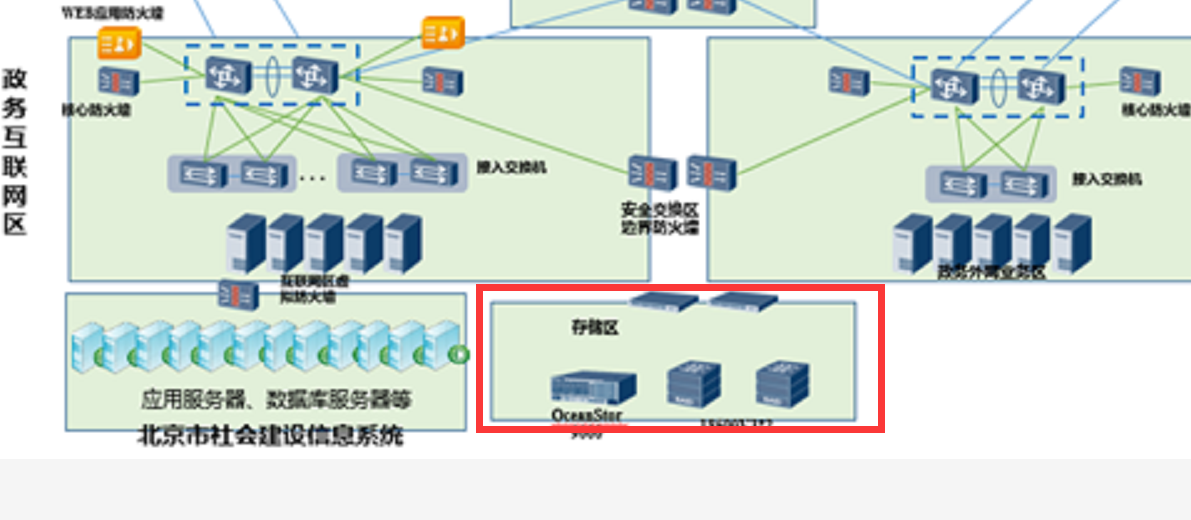 WEB应用防火墙
政务互联网区
核心防火墙
核心防火墙
接入交换机
...
接入交换机
安全交换区
边界防火墙
互联网区虚
拟防火墙
政务外网业务区
存储区
应用服务器、数据库服务器等
OceanStor
北京市社会建设信息系统